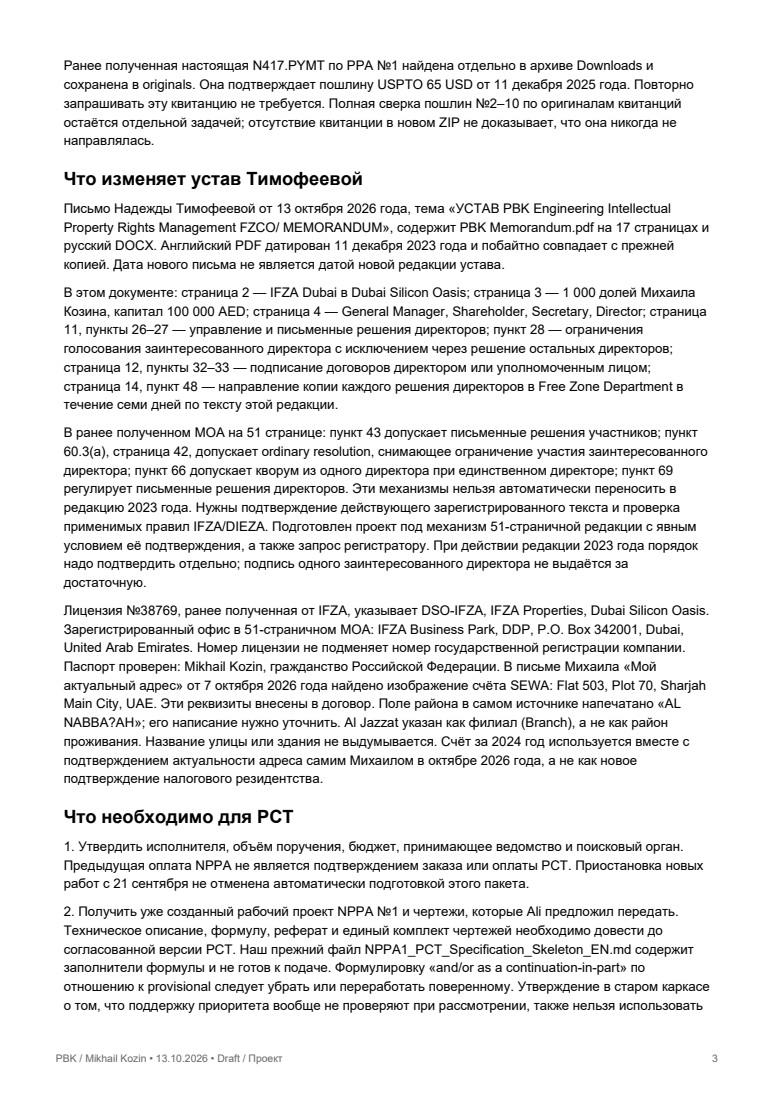 Ранее полученная настоящая N417.PYMT по PPA №1 найдена отдельно в архиве Downloads и
сохранена в originals. Она подтверждает пошлину USPTO 65 USD от 11 декабря 2025 года. Повторно
запрашивать эту квитанцию не требуется. Полная сверка пошлин №2–10 по оригиналам квитанций
остаётся отдельной задачей; отсутствие квитанции в новом ZIP не доказывает, что она никогда не
направлялась.
Что изменяет устав Тимофеевой
Письмо Надежды Тимофеевой от 13 октября 2026 года, тема «УСТАВ PBK Engineering Intellectual
Property Rights Management FZCO/ MEMORANDUM», содержит PBK Memorandum.pdf на 17 страницах и
русский DOCX. Английский PDF датирован 11 декабря 2023 года и побайтно совпадает с прежней
копией. Дата нового письма не является датой новой редакции устава.
В этом документе: страница 2 — IFZA Dubai в Dubai Silicon Oasis; страница 3 — 1 000 долей Михаила
Козина, капитал 100 000 AED; страница 4 — General Manager, Shareholder, Secretary, Director; страница
11, пункты 26–27 — управление и письменные решения директоров; пункт 28 — ограничения
голосования заинтересованного директора с исключением через решение остальных директоров;
страница 12, пункты 32–33 — подписание договоров директором или уполномоченным лицом;
страница 14, пункт 48 — направление копии каждого решения директоров в Free Zone Department в
течение семи дней по тексту этой редакции.
В ранее полученном MOA на 51 странице: пункт 43 допускает письменные решения участников; пункт
60.3(a), страница 42, допускает ordinary resolution, снимающее ограничение участия заинтересованного
директора; пункт 66 допускает кворум из одного директора при единственном директоре; пункт 69
регулирует письменные решения директоров. Эти механизмы нельзя автоматически переносить в
редакцию 2023 года. Нужны подтверждение действующего зарегистрированного текста и проверка
применимых правил IFZA/DIEZA. Подготовлен проект под механизм 51-страничной редакции с явным
условием её подтверждения, а также запрос регистратору. При действии редакции 2023 года порядок
надо подтвердить отдельно; подпись одного заинтересованного директора не выдаётся за
достаточную.
Лицензия №38769, ранее полученная от IFZA, указывает DSO-IFZA, IFZA Properties, Dubai Silicon Oasis.
Зарегистрированный офис в 51-страничном MOA: IFZA Business Park, DDP, P.O. Box 342001, Dubai,
United Arab Emirates. Номер лицензии не подменяет номер государственной регистрации компании.
Паспорт проверен: Mikhail Kozin, гражданство Российской Федерации. В письме Михаила «Мой
актуальный адрес» от 7 октября 2026 года найдено изображение счёта SEWA: Flat 503, Plot 70, Sharjah
Main City, UAE. Эти реквизиты внесены в договор. Поле района в самом источнике напечатано «AL
NABBA?AH»; его написание нужно уточнить. Al Jazzat указан как филиал (Branch), а не как район
проживания. Название улицы или здания не выдумывается. Счёт за 2024 год используется вместе с
подтверждением актуальности адреса самим Михаилом в октябре 2026 года, а не как новое
подтверждение налогового резидентства.
Что необходимо для PCT
1. Утвердить исполнителя, объём поручения, бюджет, принимающее ведомство и поисковый орган.
Предыдущая оплата NPPA не является подтверждением заказа или оплаты PCT. Приостановка новых
работ с 21 сентября не отменена автоматически подготовкой этого пакета.
2. Получить уже созданный рабочий проект NPPA №1 и чертежи, которые Ali предложил передать.
Техническое описание, формулу, реферат и единый комплект чертежей необходимо довести до
согласованной версии PCT. Наш прежний файл NPPA1_PCT_Specification_Skeleton_EN.md содержит
заполнители формулы и не готов к подаче. Формулировку «and/or as a continuation-in-part» по
отношению к provisional следует убрать или переработать поверенному. Утверждение в старом каркасе
о том, что поддержку приоритета вообще не проверяют при рассмотрении, также нельзя использовать
PBK / Mikhail Kozin • 13.10.2026 • Draft / Проект
3